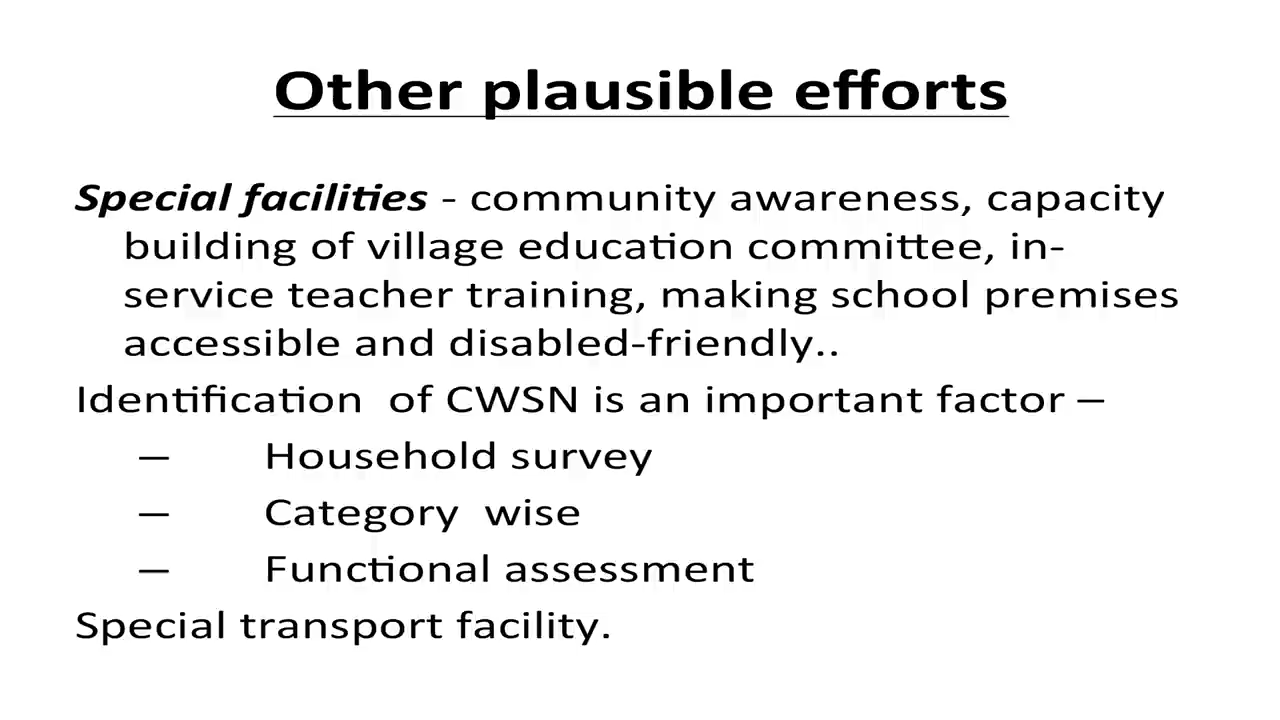 Other plausible efforts
Special facilities - community awareness, capacity
building of village education committee, in-
service teacher training, making school premises
accessible and disabled-friendly..
Identification of CWSN is an important factor –
– Household survey
– Category wise
– Functional assessment
Special transport facility.